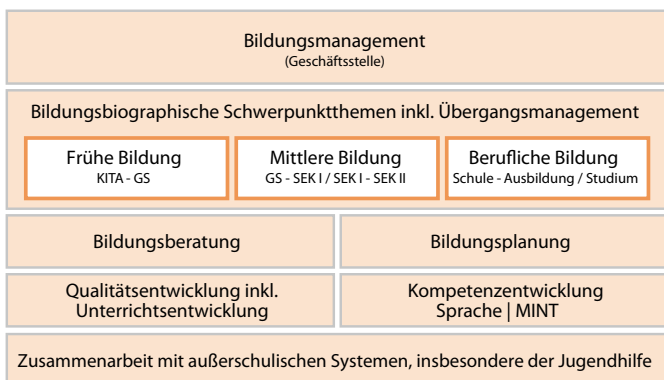 Bildungsmanagement
(Geschäftsstelle)
Bildungsbiographische Schwerpunktthemen inkl. Übergangsmanagement
Frühe Bildung
KITA - GS
Mittlere Bildung
GS - SEK I / SEK I - SEK II
Berufliche Bildung
Schule - Ausbildung / Studium
Bildungsberatung
Bildungsplanung
Qualitätsentwicklung inkl.
Unterrichtsentwicklung
Kompetenzentwicklung
Sprache | MINT
Zusammenarbeit mit außerschulischen Systemen, insbesondere der Jugendhilfe